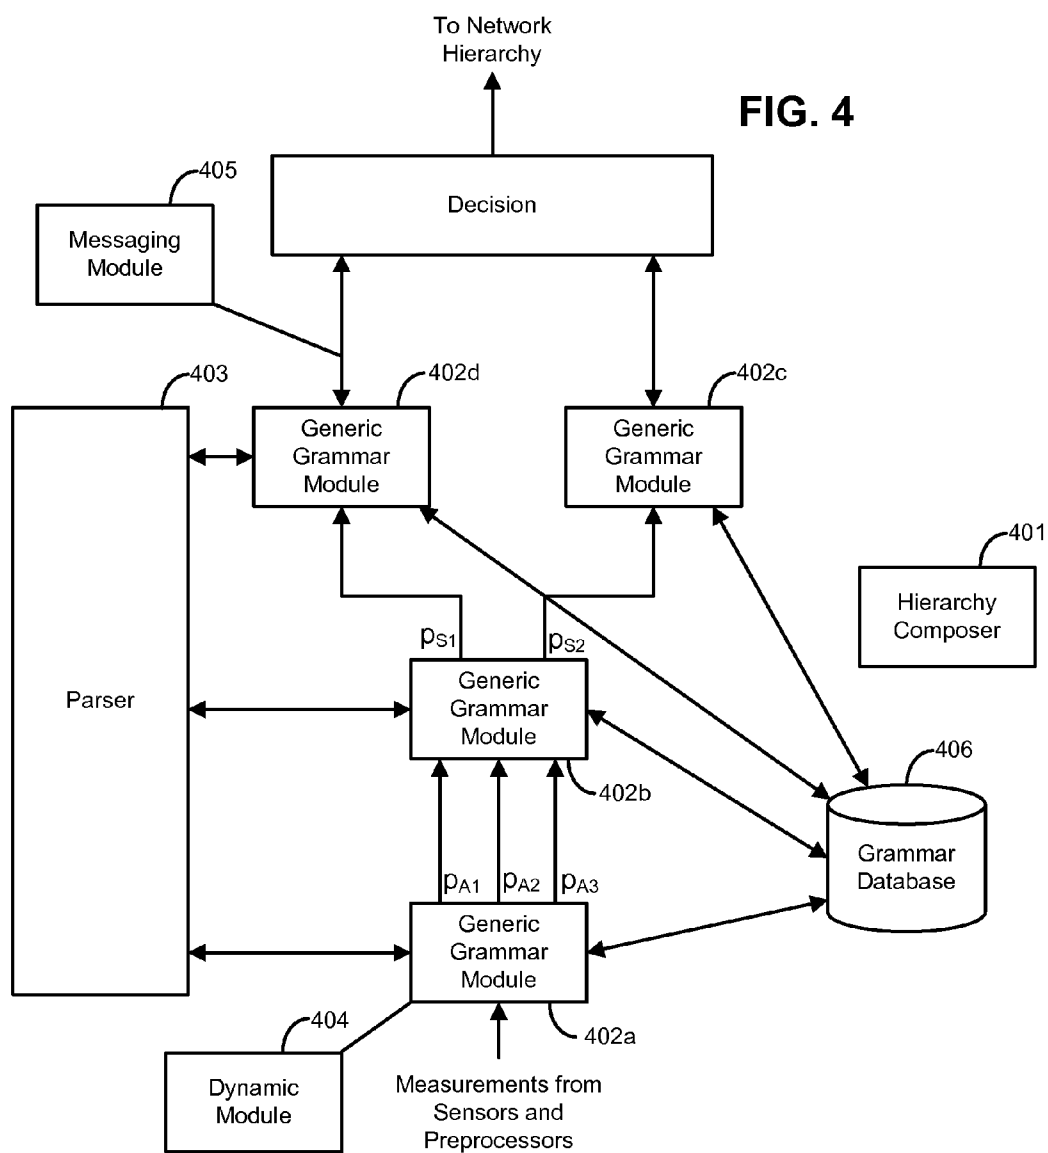 To Network
Hierarchy
FIG. 4
405
Decision
Messaging
Module
403
402d
402c
Generic
Grammar
Module
Generic
Grammar
Module
401
Hierarchy
Composer
pS1
pS2
Parser
Generic
Grammar
Module
406
402b
Grammar
Database
pA1
pA2
pA3
Generic
Grammar
Module
404
402a
Dynamic
Module
Measurements from
Sensors and
Preprocessors